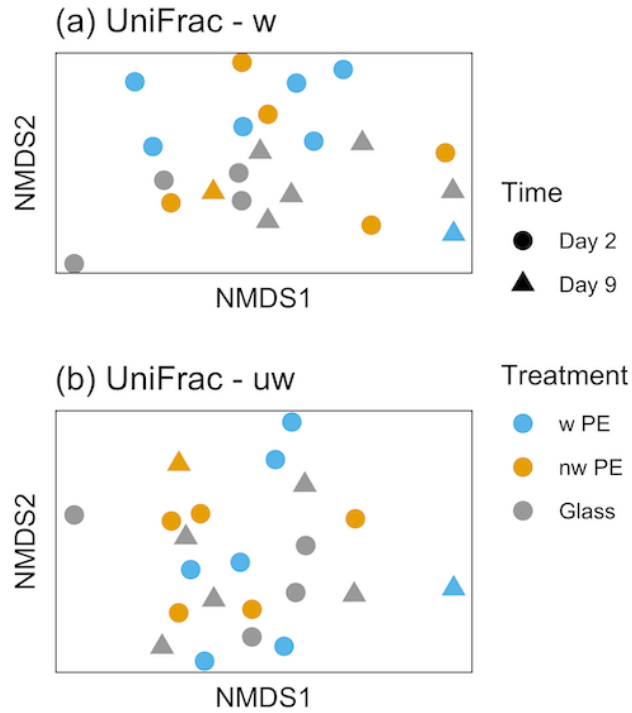 (a) UniFrac - w
NMDS2
NMDS1
Time
Day 2
Day 9
(b) UniFrac - uw
NMDS2
NMDS1
Treatment
w PE
nw PE
Glass